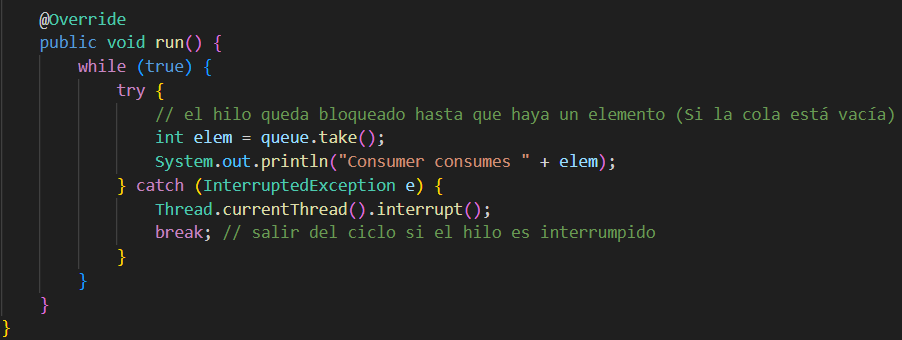 @Override
public void run() {
while (true) {
try {
// el hilo queda bloqueado hasta que haya un elemento (Si la cola está vacía)
int elem = queue.take();
System.out.println("Consumer consumes " + elem);
} catch (InterruptedException e) {
Thread.currentThread().interrupt();
break; // salir del ciclo si el hilo es interrumpido
}
}
}
}